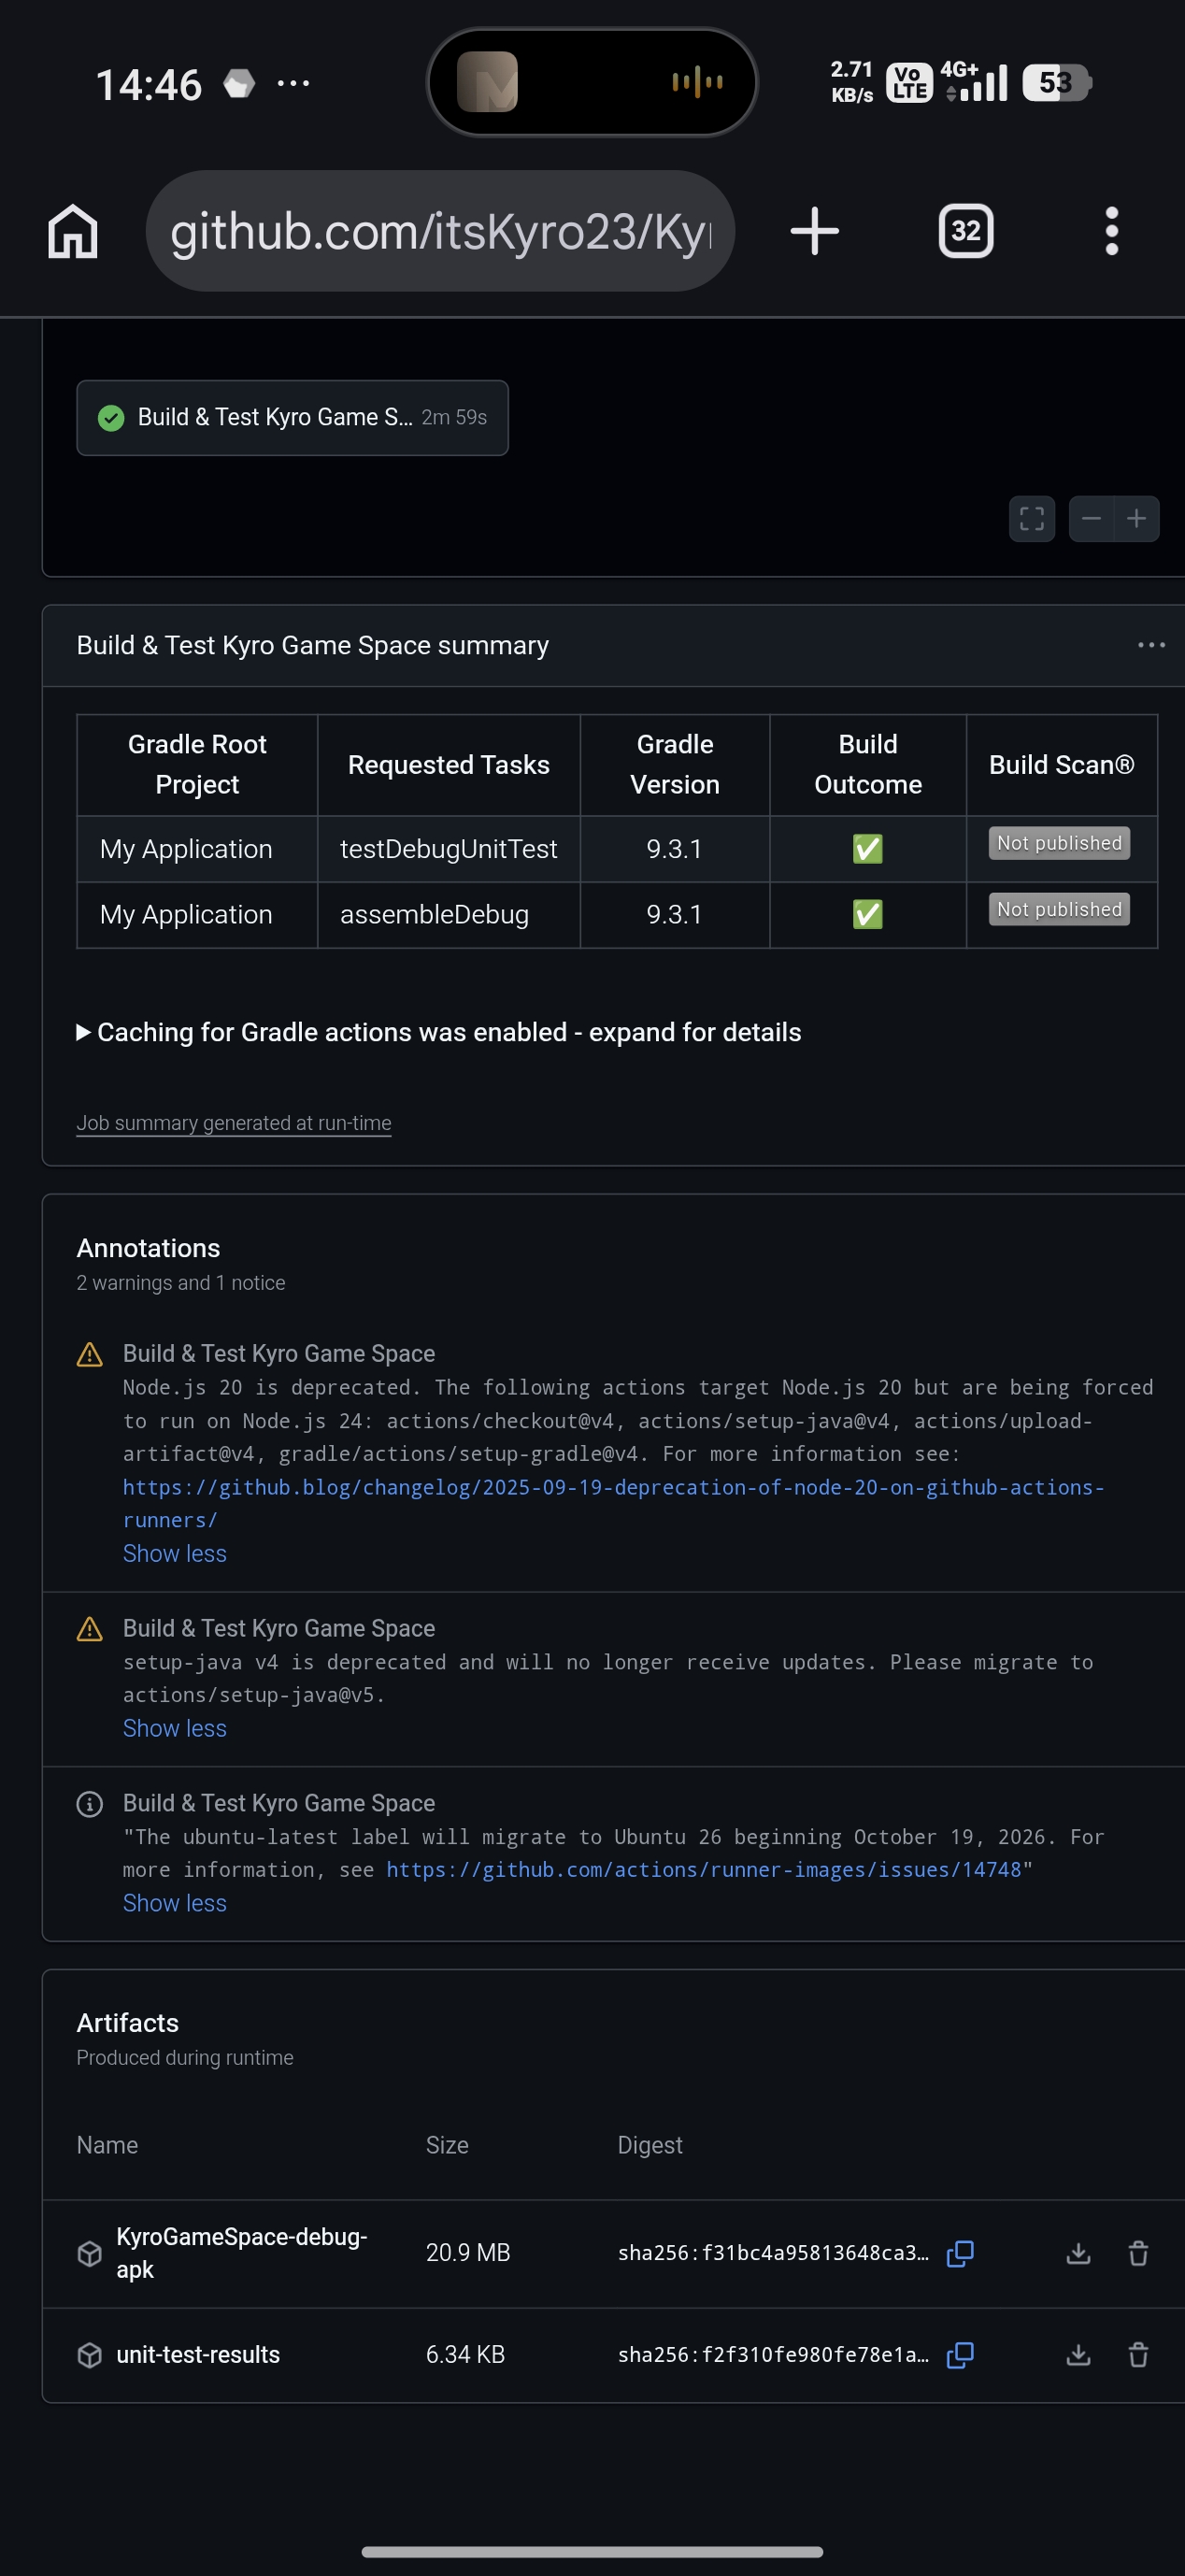 14:46
2.71
KB/s
Vo
LTE
4G+
53
github.com/itsKyro23/Ky
32
Build & Test Kyro Game S... 2m 59s
Build & Test Kyro Game Space summary
Gradle Root Project
Requested Tasks
Gradle Version
Build Outcome
Build Scan®
My Application testDebugUnitTest 9.3.1 ✅ Not published
My Application assembleDebug 9.3.1 ✅ Not published
Caching for Gradle actions was enabled - expand for details
Job summary generated at run-time
Annotations
2 warnings and 1 notice
Build & Test Kyro Game Space
Node.js 20 is deprecated. The following actions target Node.js 20 but are being forced
to run on Node.js 24: actions/checkout@v4, actions/setup-java@v4, actions/upload-
artifact@v4, gradle/actions/setup-gradle@v4. For more information see:
https://github.blog/changelog/2025-09-19-deprecation-of-node-20-on-github-actions-
runners/
Show less
Build & Test Kyro Game Space
setup-java v4 is deprecated and will no longer receive updates. Please migrate to
actions/setup-java@v5.
Show less
Build & Test Kyro Game Space
"The ubuntu-latest label will migrate to Ubuntu 26 beginning October 19, 2026. For
more information, see https://github.com/actions/runner-images/issues/14748"
Show less
Artifacts
Produced during runtime
Name Size Digest
KyroGameSpace-debug-
apk
20.9 MB sha256:f31bc4a95813648ca3...
unit-test-results 6.34 KB sha256:f2f310fe980fe78e1a...